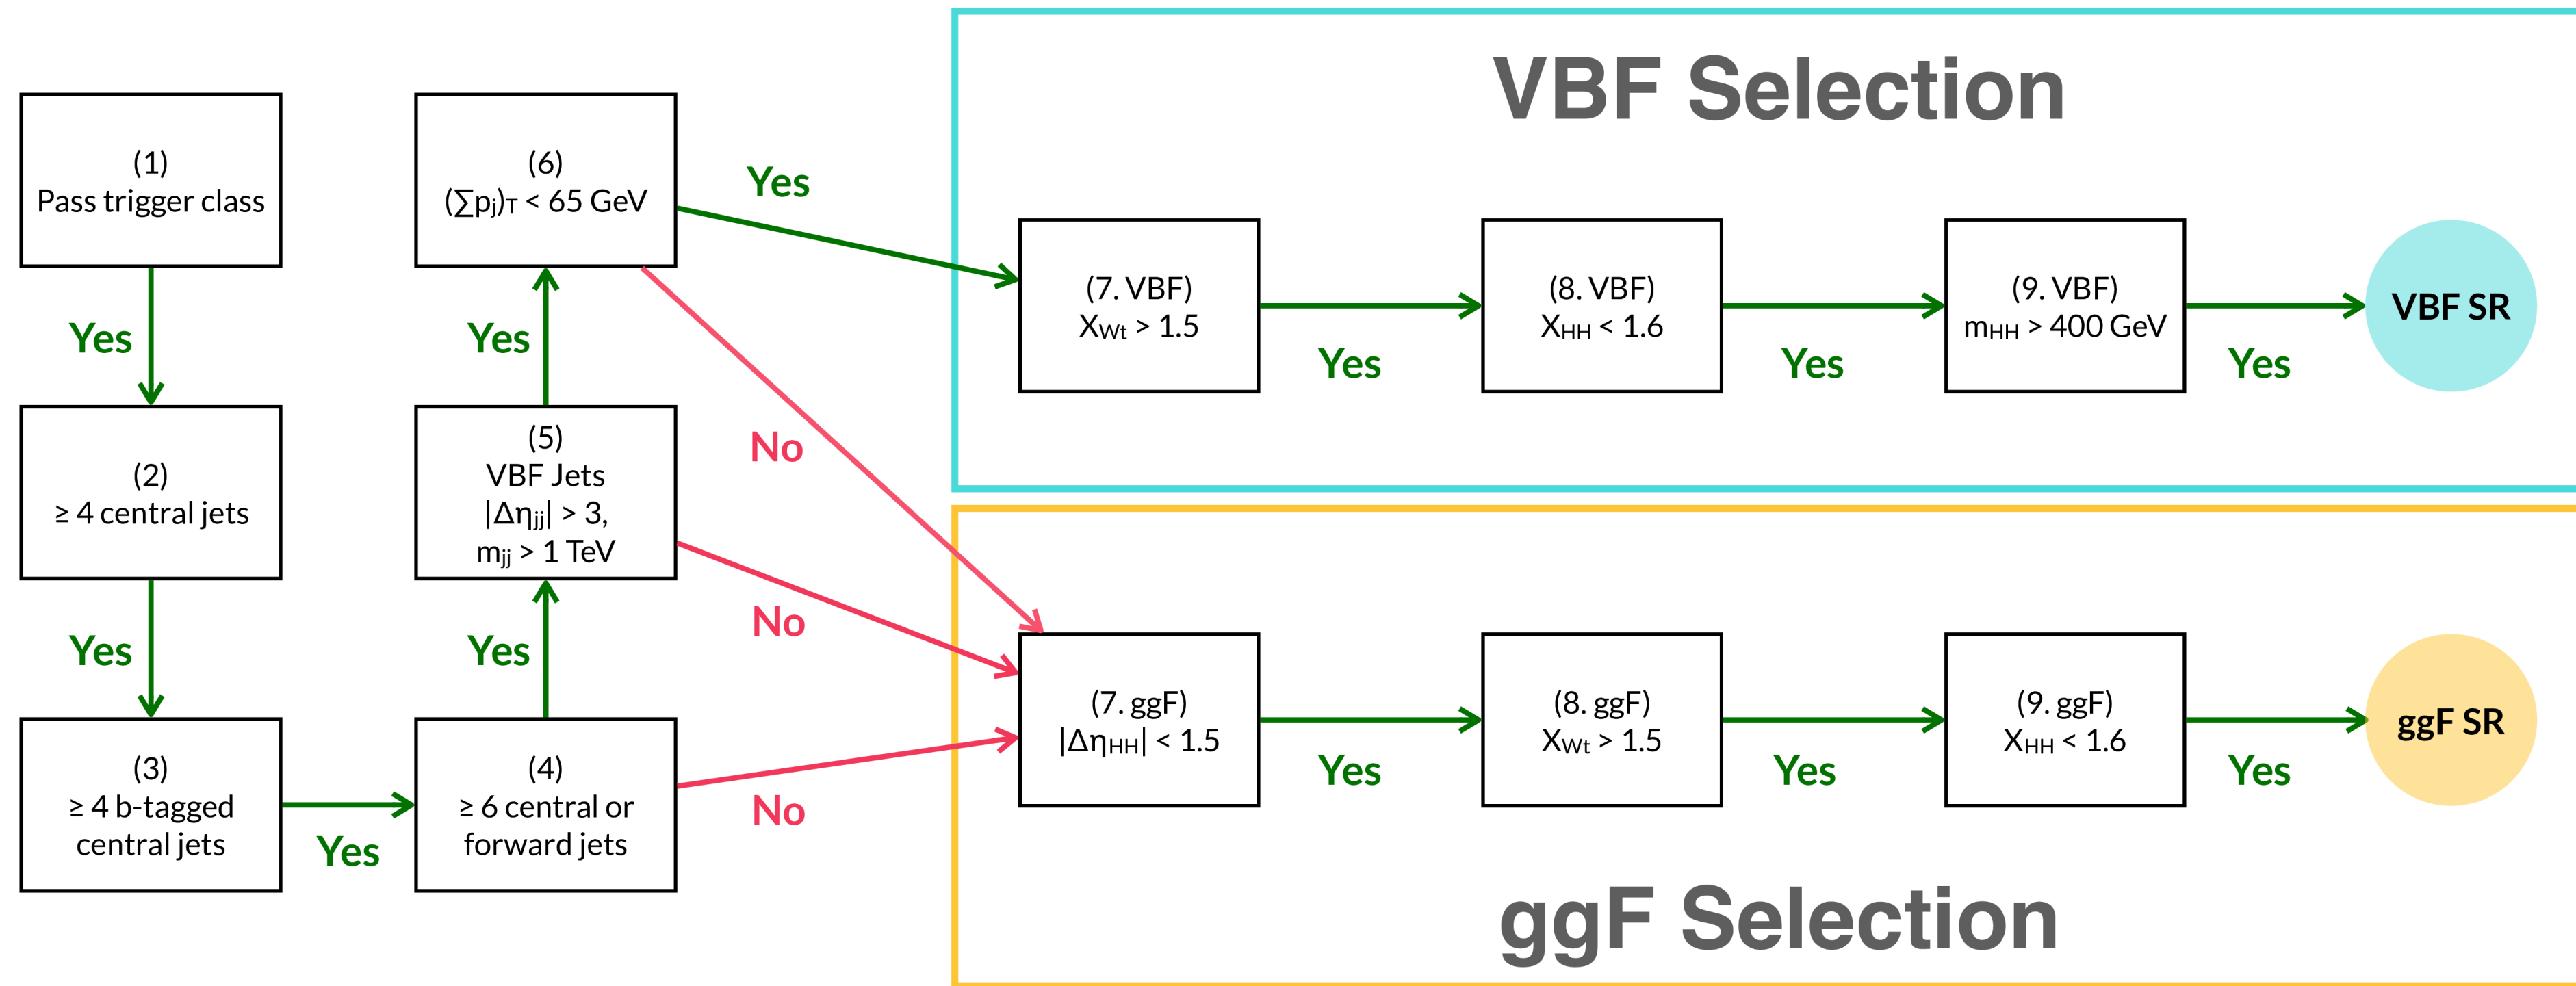 VBF Selection
(1)
Pass trigger class
Yes
(2)
≥ 4 central jets
Yes
(3)
≥ 4 b-tagged
central jets
Yes
(4)
≥ 6 central or
forward jets
Yes
No
(5)
VBF Jets
|Δηjj| > 3,
mjj > 1 TeV
Yes
No
(6)
(∑pj)T < 65 GeV
Yes
No
(7. VBF)
XWt > 1.5
Yes
(8. VBF)
XHH < 1.6
Yes
(9. VBF)
mHH > 400 GeV
Yes
VBF SR
(7. ggF)
|ΔηHH| < 1.5
Yes
(8. ggF)
XWt > 1.5
Yes
(9. ggF)
XHH < 1.6
Yes
ggF SR
ggF Selection